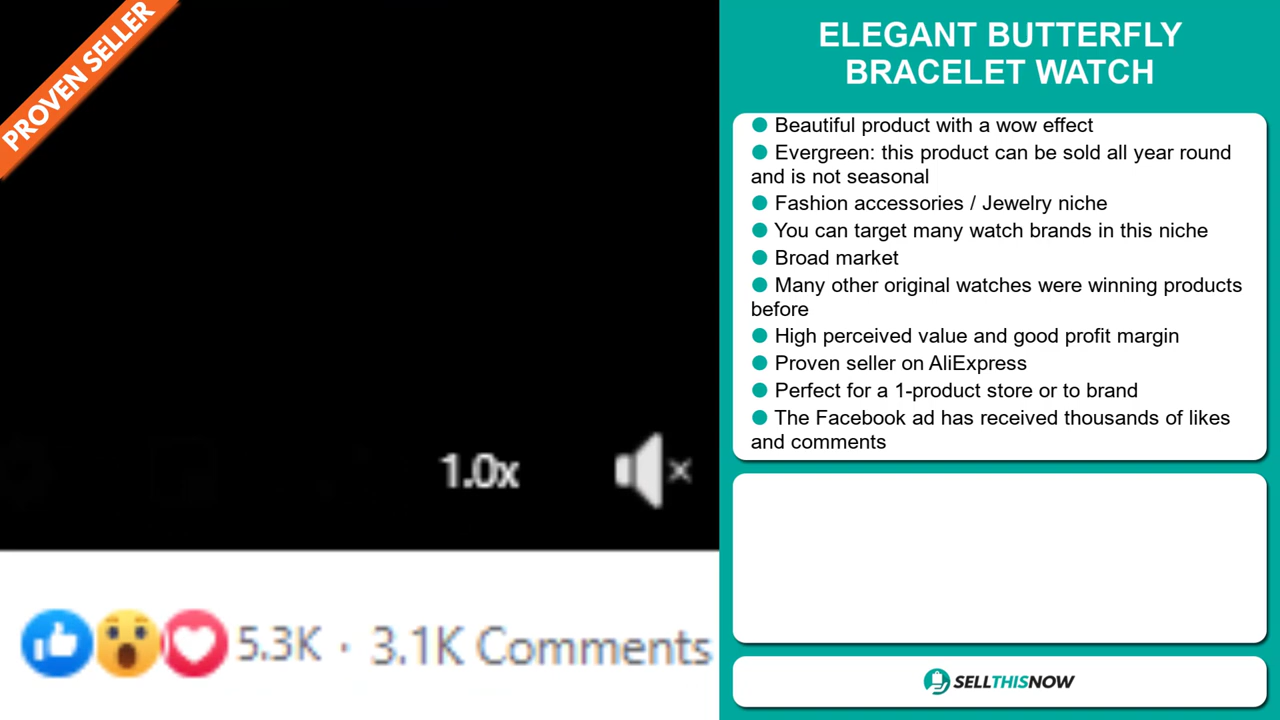 PROVEN SELLER
1.0x
5.3K · 3.1K Comments
ELEGANT BUTTERFLY
BRACELET WATCH
● Beautiful product with a wow effect
● Evergreen: this product can be sold all year round
and is not seasonal
● Fashion accessories / Jewelry niche
● You can target many watch brands in this niche
● Broad market
● Many other original watches were winning products
before
● High perceived value and good profit margin
● Proven seller on AliExpress
● Perfect for a 1-product store or to brand
● The Facebook ad has received thousands of likes
and comments
SELLTHISNOW